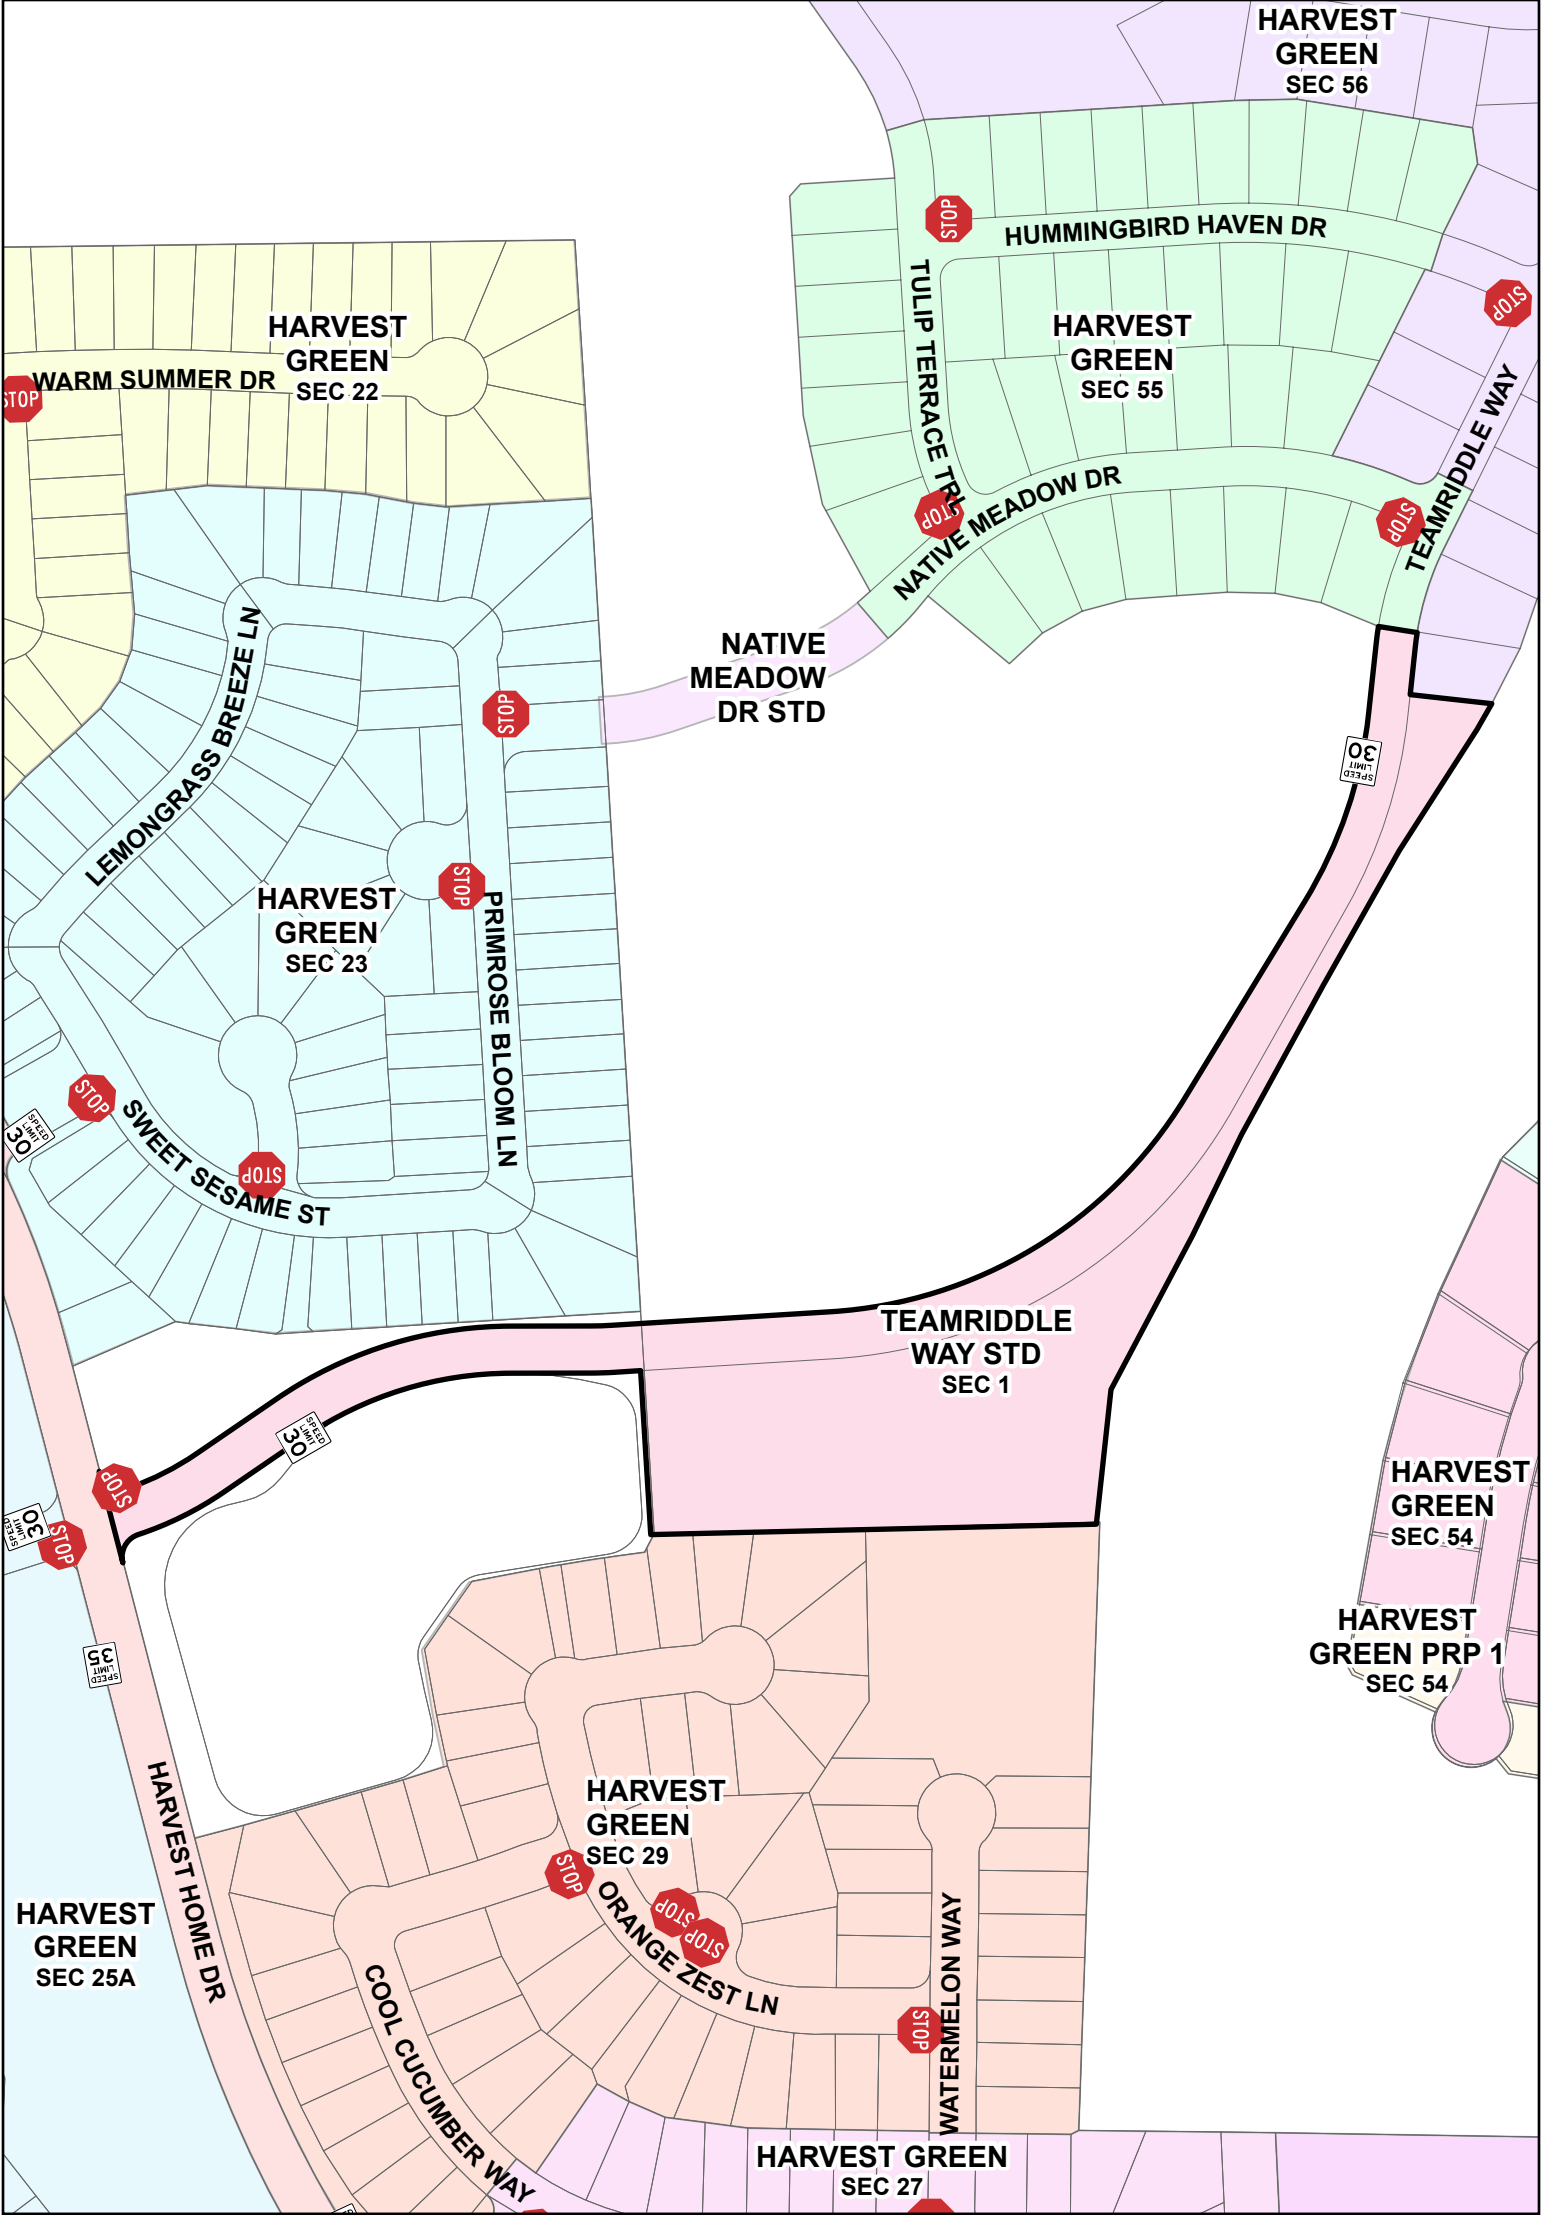 HARVEST
GREEN
SEC 56
STOP
HUMMINGBIRD HAVEN DR
TULIP TERRACE TRL
HARVEST
GREEN
SEC 55
STOP
TEAMRIDDLE WAY
HARVEST
GREEN
SEC 22
WARM SUMMER DR
STOP
STOP
NATIVE MEADOW DR
STOP
NATIVE
MEADOW
DR STD
LEMONGRASS BREEZE LN
STOP
SPEED
LIMIT
30
HARVEST
GREEN
SEC 23
STOP
PRIMROSE BLOOM LN
STOP
SPEED
LIMIT
30
SWEET SESAME ST
STOP
TEAMRIDDLE
WAY STD
SEC 1
SPEED
LIMIT
30
STOP
SPEED
LIMIT
30
STOP
HARVEST
GREEN
SEC 54
HARVEST
GREEN PRP 1
SEC 54
SPEED
LIMIT
35
HARVEST HOME DR
HARVEST
GREEN
SEC 29
STOP
STOP
STOP
ORANGE ZEST LN
HARVEST
GREEN
SEC 25A
COOL CUCUMBER WAY
STOP
WATERMELON WAY
HARVEST GREEN
SEC 27